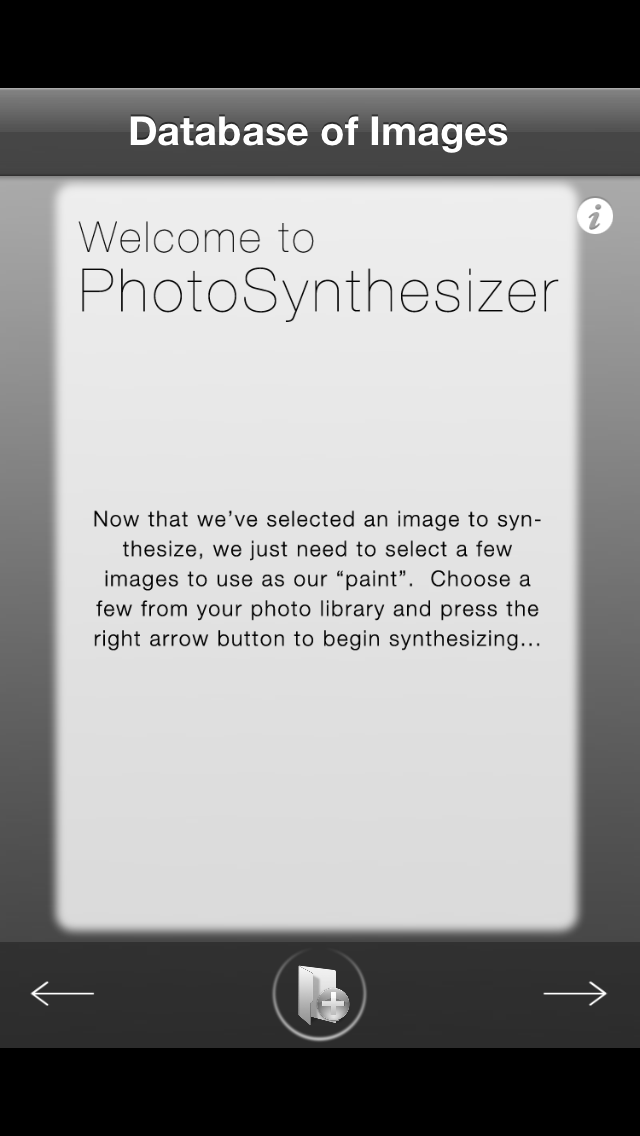 Database of Images
Welcome to
PhotoSynthesizer
Now that we’ve selected an image to syn-
thesize, we just need to select a few
images to use as our “paint”.  Choose a
few from your photo library and press the
right arrow button to begin synthesizing...